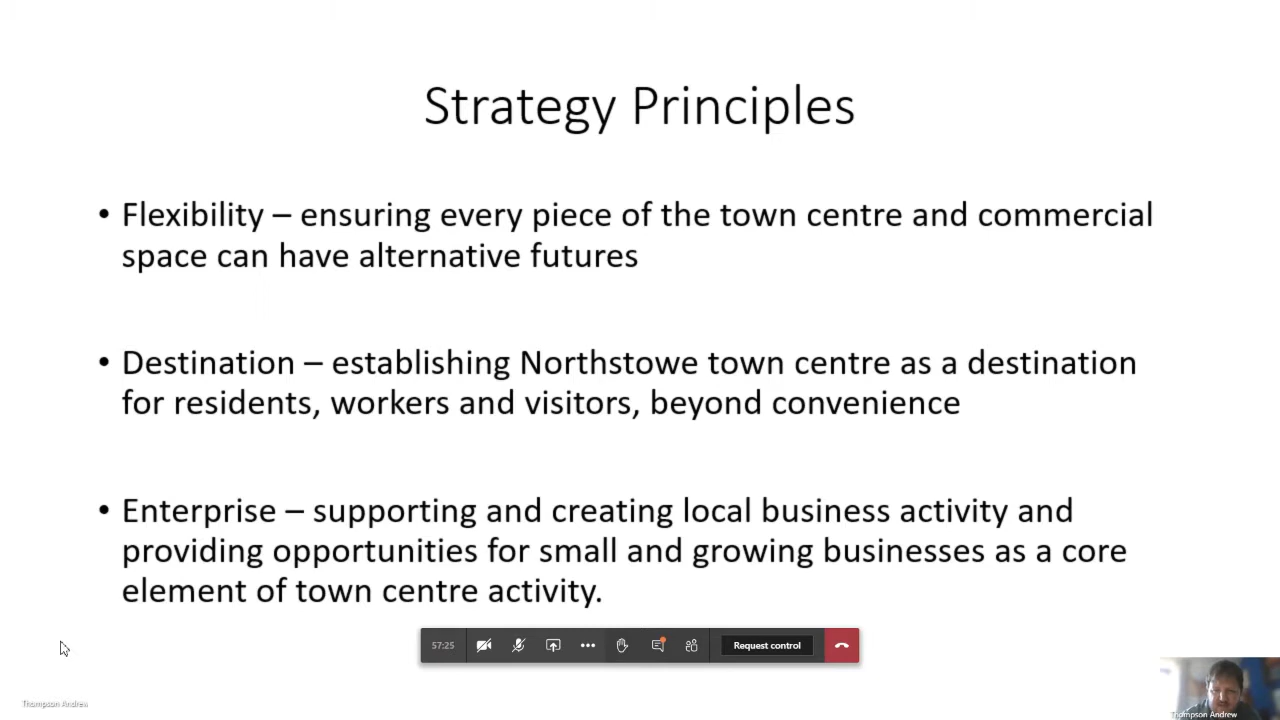 Strategy Principles
• Flexibility – ensuring every piece of the town centre and commercial
space can have alternative futures
• Destination – establishing Northstowe town centre as a destination
for residents, workers and visitors, beyond convenience
• Enterprise – supporting and creating local business activity and
providing opportunities for small and growing businesses as a core
element of town centre activity.
57:25
Request control
Thompson Andrew
Thompson Andrew